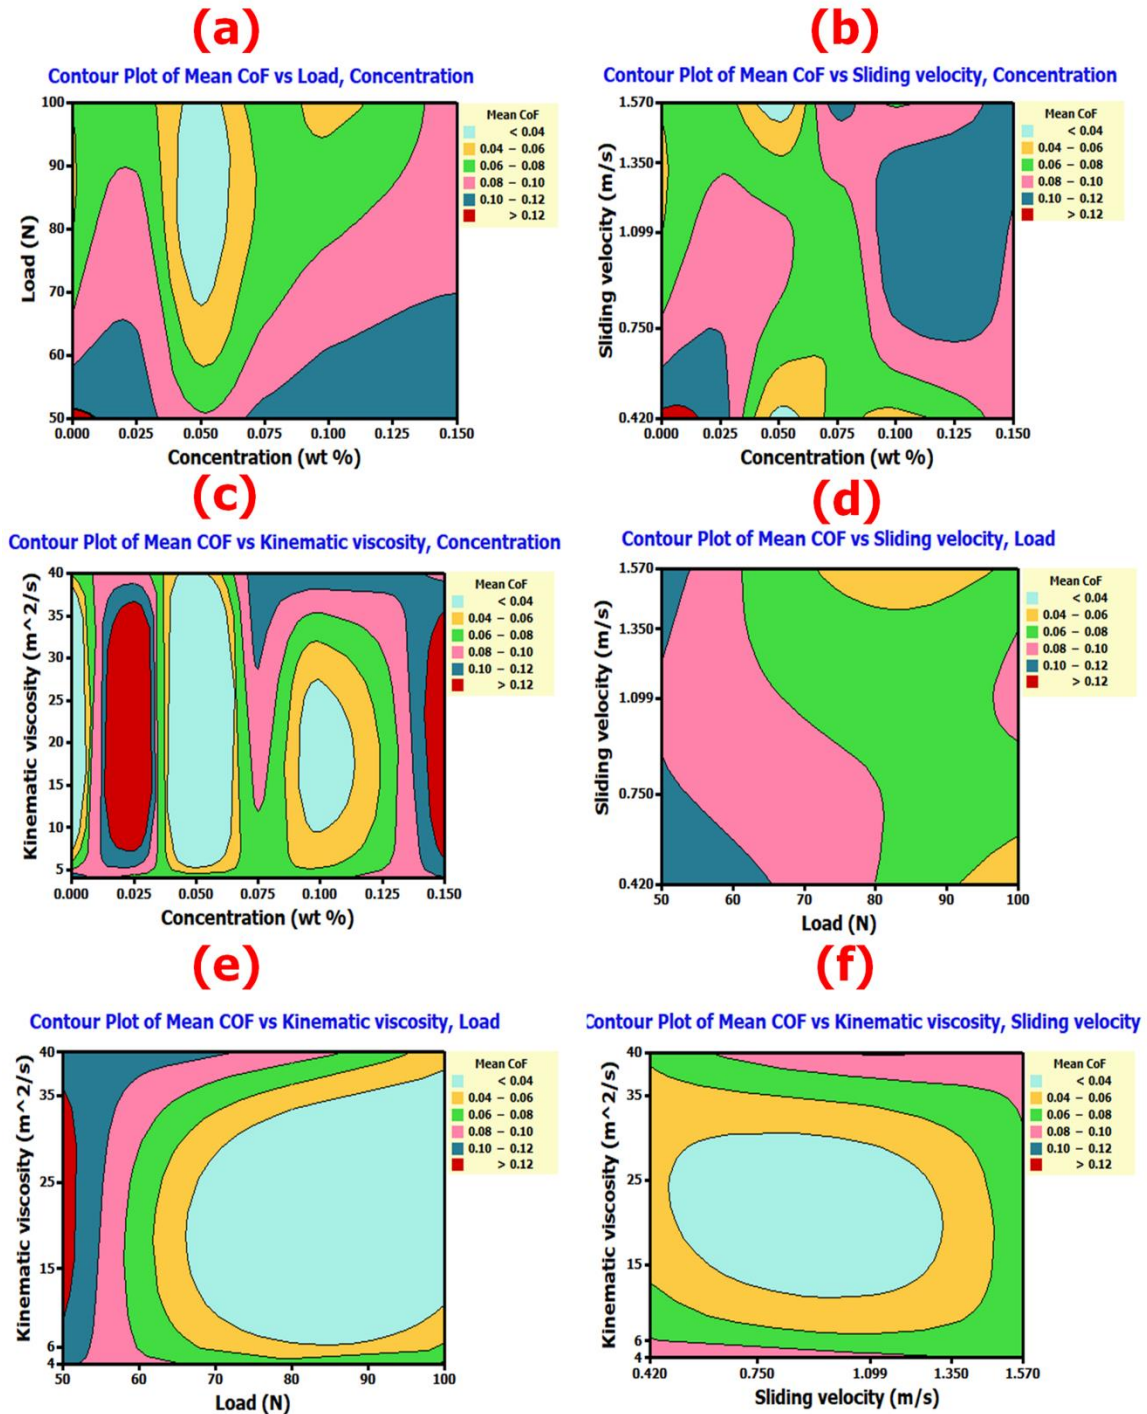 (a)
Contour Plot of Mean CoF vs Load, Concentration
Load (N)
100
90
80
70
60
50
0.000 0.025 0.050 0.075 0.100 0.125 0.150
Concentration (wt %)
Mean CoF
< 0.04
0.04 – 0.06
0.06 – 0.08
0.08 – 0.10
0.10 – 0.12
> 0.12
(b)
Contour Plot of Mean CoF vs Sliding velocity, Concentration
Sliding velocity (m/s)
1.570
1.350
1.099
0.750
0.420
0.000 0.025 0.050 0.075 0.100 0.125 0.150
Concentration (wt %)
Mean CoF
< 0.04
0.04 – 0.06
0.06 – 0.08
0.08 – 0.10
0.10 – 0.12
> 0.12
(c)
Contour Plot of Mean COF vs Kinematic viscosity, Concentration
Kinematic viscosity (m^2/s)
40
35
30
25
20
15
10
5
0.000 0.025 0.050 0.075 0.100 0.125 0.150
Concentration (wt %)
Mean CoF
< 0.04
0.04 – 0.06
0.06 – 0.08
0.08 – 0.10
0.10 – 0.12
> 0.12
(d)
Contour Plot of Mean COF vs Sliding velocity, Load
Sliding velocity (m/s)
1.570
1.350
1.099
0.750
0.420
50 60 70 80 90 100
Load (N)
Mean CoF
< 0.04
0.04 – 0.06
0.06 – 0.08
0.08 – 0.10
0.10 – 0.12
> 0.12
(e)
Contour Plot of Mean COF vs Kinematic viscosity, Load
Kinematic viscosity (m^2/s)
40
35
25
15
6
4
50 60 70 80 90 100
Load (N)
Mean CoF
< 0.04
0.04 – 0.06
0.06 – 0.08
0.08 – 0.10
0.10 – 0.12
> 0.12
(f)
Contour Plot of Mean COF vs Kinematic viscosity, Sliding velocity
Kinematic viscosity (m^2/s)
40
35
25
15
6
4
0.420 0.750 1.099 1.350 1.570
Sliding velocity (m/s)
Mean CoF
< 0.04
0.04 – 0.06
0.06 – 0.08
0.08 – 0.10
0.10 – 0.12
> 0.12